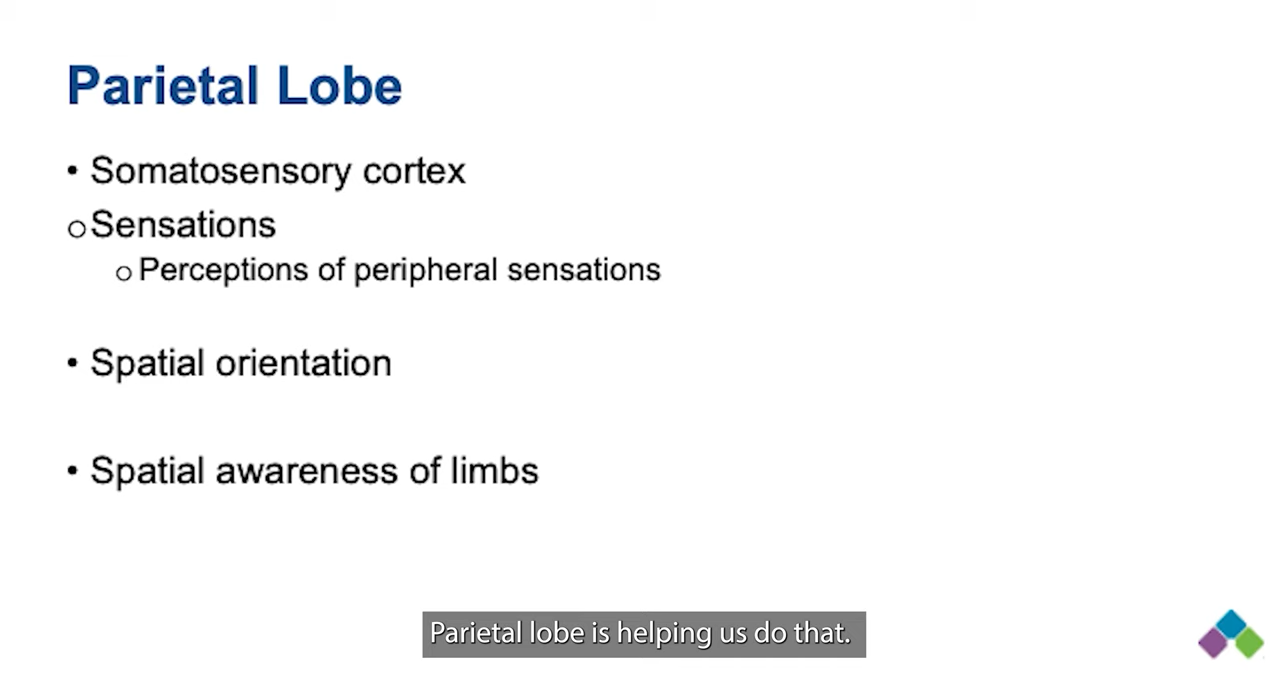 Parietal Lobe
• Somatosensory cortex
o Sensations
o Perceptions of peripheral sensations
• Spatial orientation
• Spatial awareness of limbs
Parietal lobe is helping us do that.